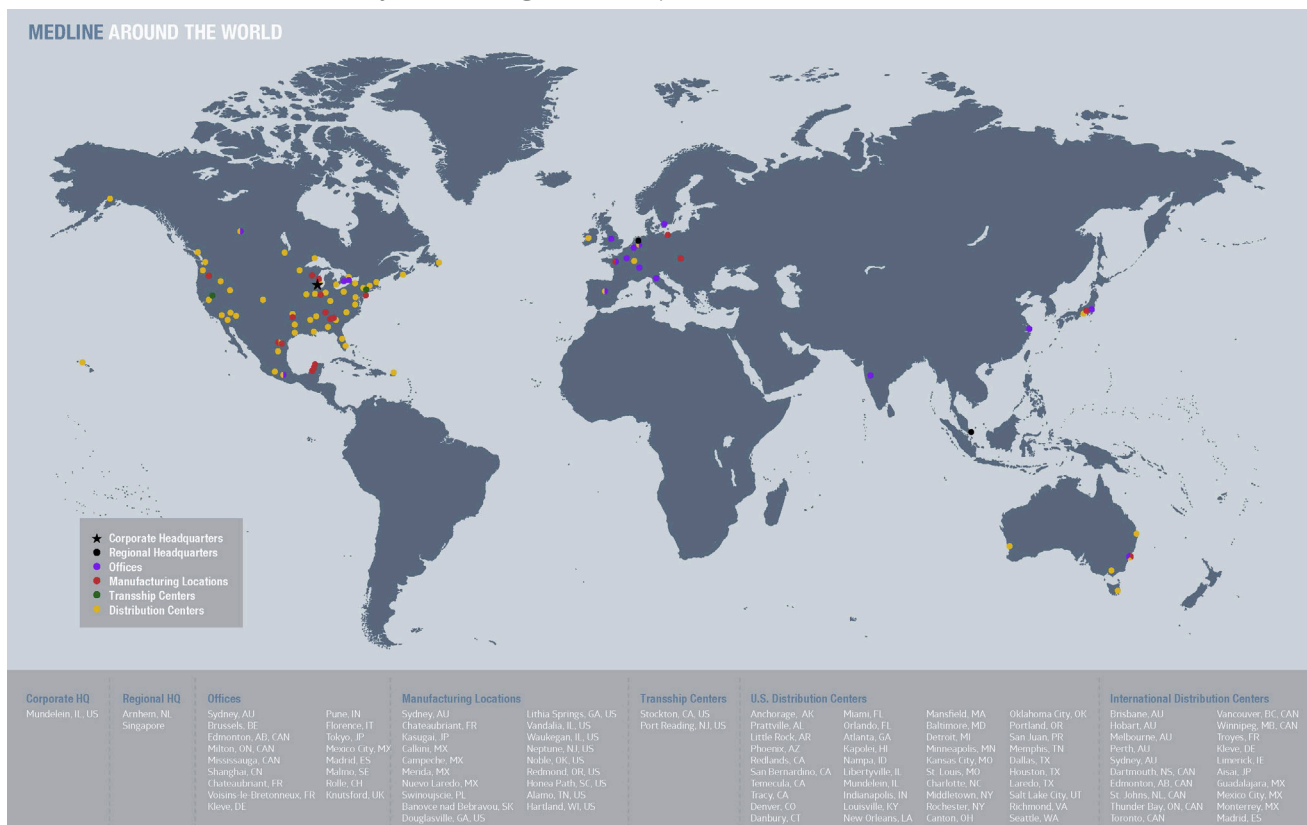 MEDLINE AROUND THE WORLD
Corporate Headquarters
Regional Headquarters
Offices
Manufacturing Locations
Transship Centers
Distribution Centers
Corporate HQ
Mundelein, IL, US
Regional HQ
Arnhem, NL
Singapore
Offices
Sydney, AU
Brussels, BE
Edmonton, AB, CAN
Milton, ON, CAN
Mississauga, CAN
Shanghai, CN
Chateaubriant, FR
Voisins-le-Bretonneux, FR
Kleve, DE
Pune, IN
Florence, IT
Tokyo, JP
Mexico City, MX
Madrid, ES
Malmo, SE
Rolle, CH
Knutsford, UK
Manufacturing Locations
Sydney, AU
Chateaubriant, FR
Kasugai, JP
Calkini, MX
Campeche, MX
Merida, MX
Nuevo Laredo, MX
Swinoujscie, PL
Banovce nad Bebravou, SK
Douglasville, GA, US
Lithia Springs, GA, US
Vandalia, IL, US
Waukegan, IL, US
Neptune, NJ, US
Noble, OK, US
Redmond, OR, US
Honea Path, SC, US
Alamo, TN, US
Hartland, WI, US
Transship Centers
Stockton, CA, US
Port Reading, NJ, US
U.S. Distribution Centers
Anchorage, AK
Prattville, AL
Little Rock, AR
Phoenix, AZ
Redlands, CA
San Bernardino, CA
Temecula, CA
Tracy, CA
Denver, CO
Danbury, CT
Miami, FL
Orlando, FL
Atlanta, GA
Kapolei, HI
Nampa, ID
Libertyville, IL
Mundelein, IL
Indianapolis, IN
Louisville, KY
New Orleans, LA
Mansfield, MA
Baltimore, MD
Detroit, MI
Minneapolis, MN
Kansas City, MO
St. Louis, MO
Charlotte, NC
Middletown, NY
Rochester, NY
Canton, OH
Oklahoma City, OK
Portland, OR
San Juan, PR
Memphis, TN
Dallas, TX
Houston, TX
Laredo, TX
Salt Lake City, UT
Richmond, VA
Seattle, WA
International Distribution Centers
Brisbane, AU
Hobart, AU
Melbourne, AU
Perth, AU
Sydney, AU
Dartmouth, NS, CAN
Edmonton, AB, CAN
St. Johns, NL, CAN
Thunder Bay, ON, CAN
Toronto, CAN
Vancouver, BC, CAN
Winnipeg, MB, CAN
Troyes, FR
Kleve, DE
Limerick, IE
Aisai, JP
Guadalajara, MX
Mexico City, MX
Monterrey, MX
Madrid, ES